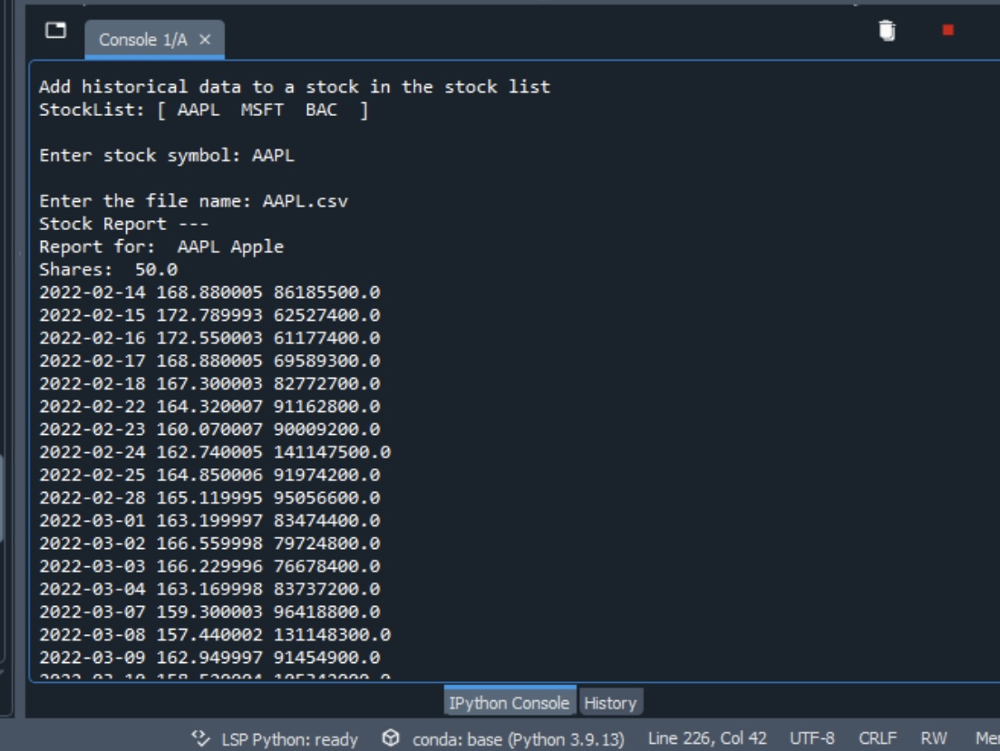 Console 1/A ×
Add historical data to a stock in the stock list
StockList: [ AAPL  MSFT  BAC  ]
Enter stock symbol: AAPL
Enter the file name: AAPL.csv
Stock Report ---
Report for:  AAPL Apple
Shares:  50.0
2022-02-14 168.880005 86185500.0
2022-02-15 172.789993 62527400.0
2022-02-16 172.550003 61177400.0
2022-02-17 168.880005 69589300.0
2022-02-18 167.300003 82772700.0
2022-02-22 164.320007 91162800.0
2022-02-23 160.070007 90009200.0
2022-02-24 162.740005 141147500.0
2022-02-25 164.850006 91974200.0
2022-02-28 165.119995 95056600.0
2022-03-01 163.199997 83474400.0
2022-03-02 166.559998 79724800.0
2022-03-03 166.229996 76678400.0
2022-03-04 163.169998 83737200.0
2022-03-07 159.300003 96418800.0
2022-03-08 157.440002 131148300.0
2022-03-09 162.949997 91454900.0
IPython Console History
LSP Python: ready conda: base (Python 3.9.13) Line 226, Col 42 UTF-8 CRLF RW